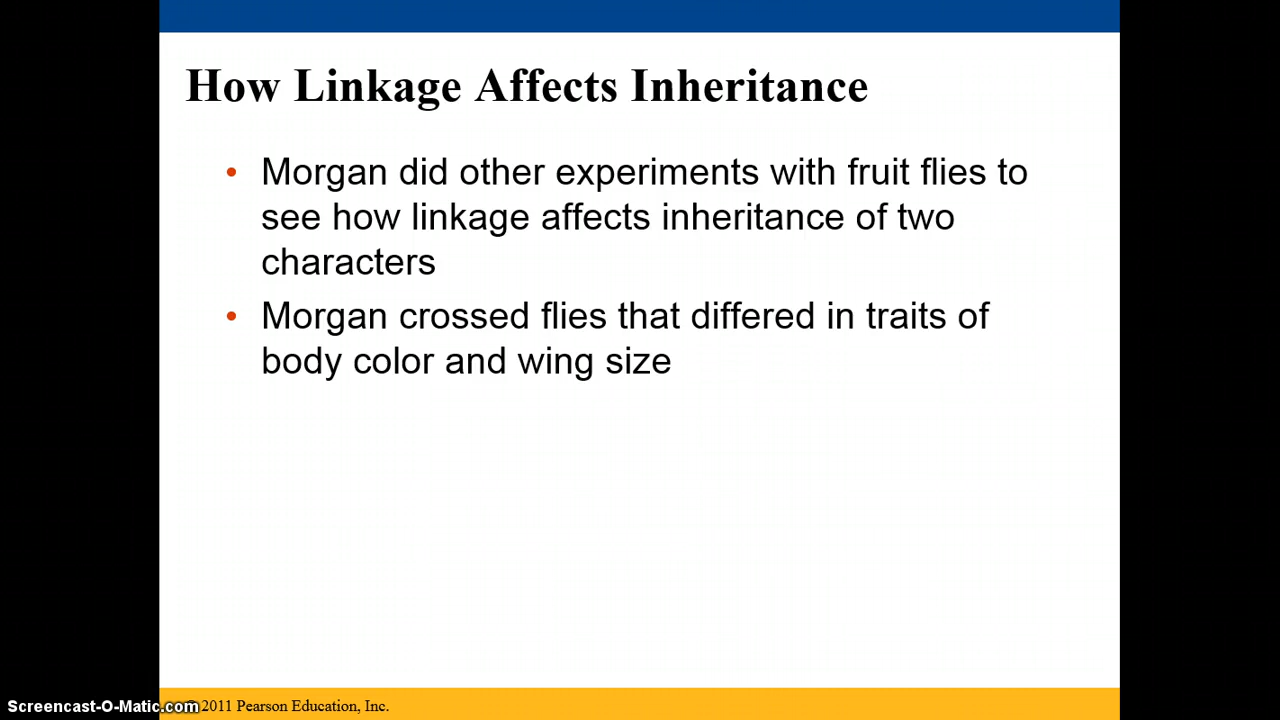 How Linkage Affects Inheritance
• Morgan did other experiments with fruit flies to
see how linkage affects inheritance of two
characters
• Morgan crossed flies that differed in traits of
body color and wing size
Screencast-O-Matic.com
© 2011 Pearson Education, Inc.